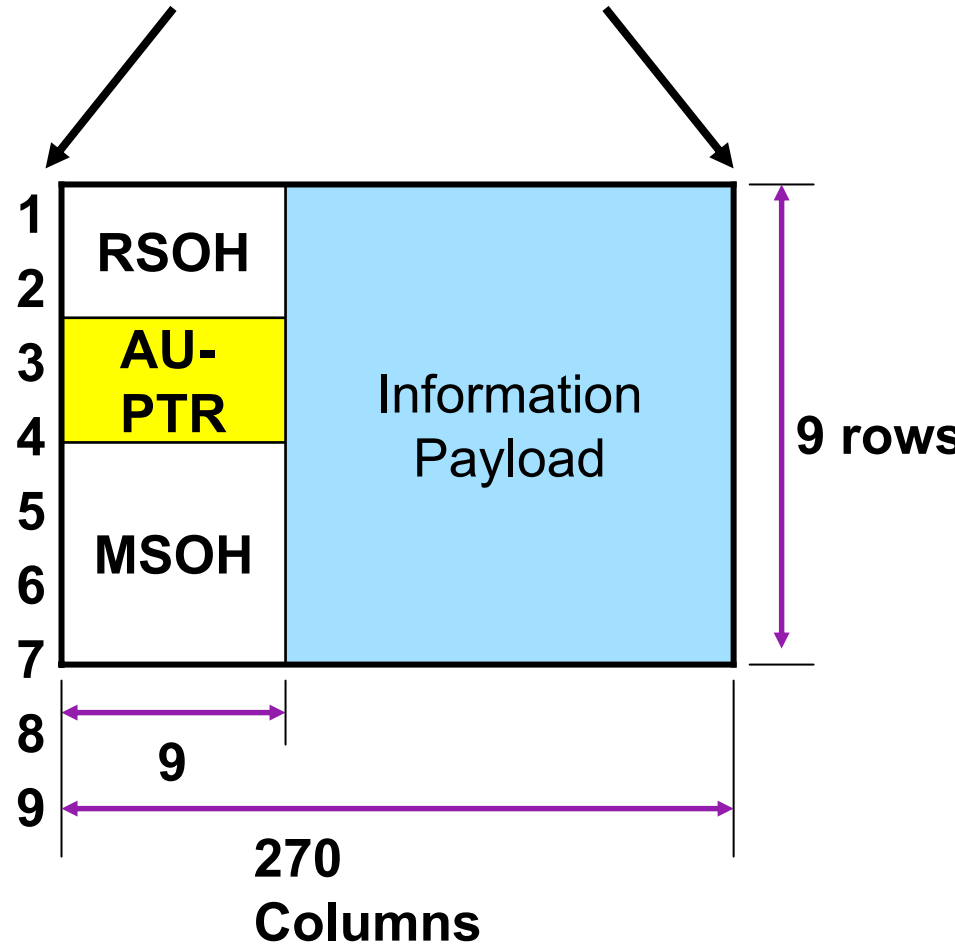 1
RSOH
2
3
AU-
PTR
4
Information
Payload
9 rows
5
MSOH
6
7
8
9
9
270
Columns